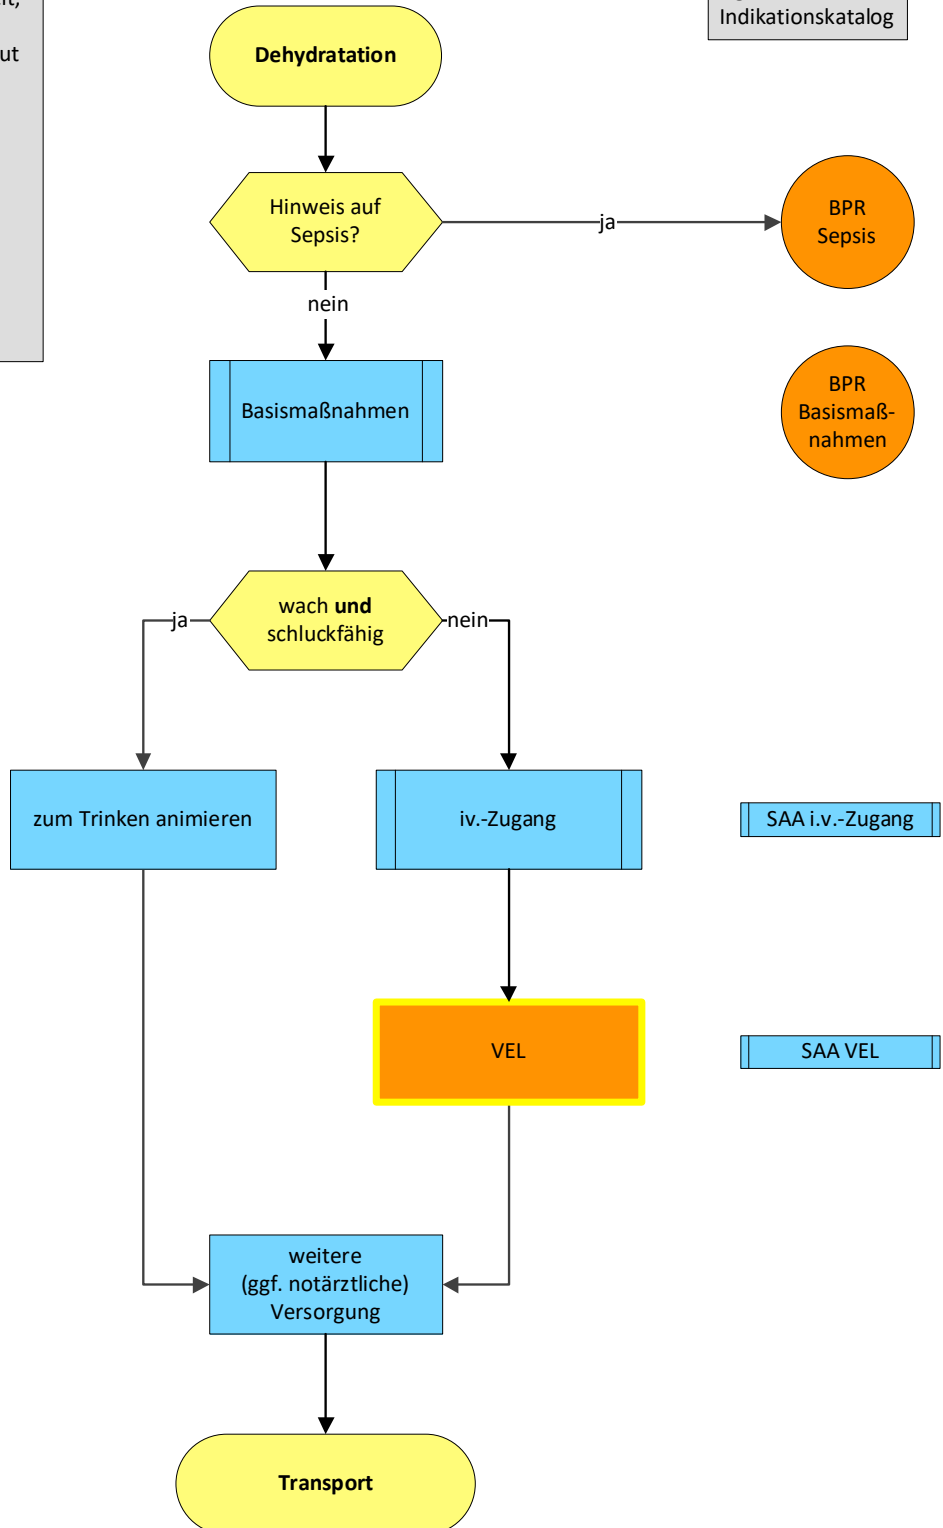 Indikationskatalog
Dehydratation
Hinweis auf
Sepsis?
ja
BPR
Sepsis
nein
Basismaßnahmen
BPR
Basismaß-
nahmen
wach und
schluckfähig
ja
nein
zum Trinken animieren
iv.-Zugang
SAA i.v.-Zugang
VEL
SAA VEL
weitere
(ggf. notärztliche)
Versorgung
Transport